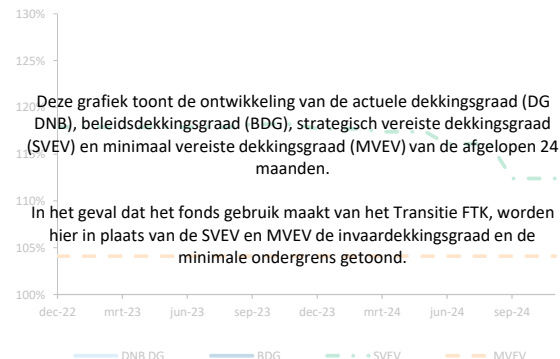 130%
120%
Deze grafiek toont de ontwikkeling van de actuele dekkingsgraad (DG
DNB), beleidsdekkingsgraad (BDG), strategisch vereiste dekkingsgraad
(SVEV) en minimaal vereiste dekkingsgraad (MVEV) van de afgelopen 24
maanden.
110%
In het geval dat het fonds gebruik maakt van het Transitie FTK, worden
hier in plaats van de SVEV en MVEV de invaardekkingsgraad en de
105%
minimale ondergrens getoond.
100%
dec-22 mrt-23 jun-23 sep-23 dec-23 mrt-24 jun-24 sep-24
DNB DG BDG SVEV MVEV